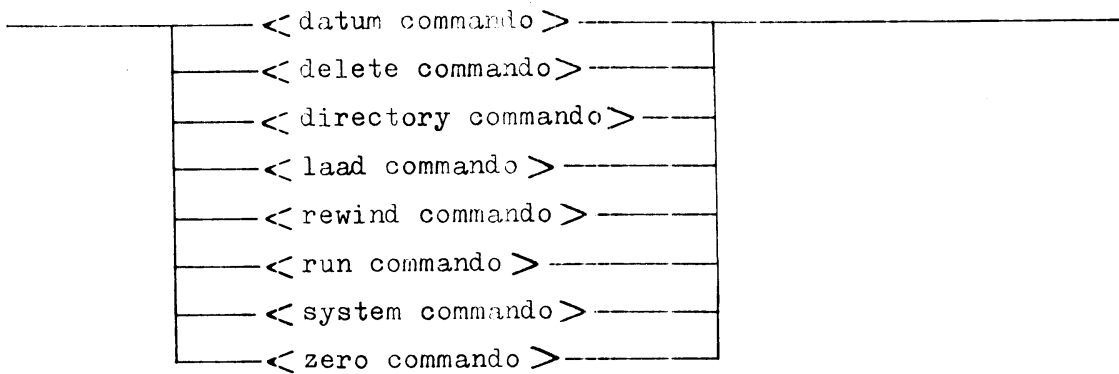 < datum commando >
< delete commando >
< directory commando >
< laad commando >
< rewind commando >
< run commando >
< system commando >
< zero commando >